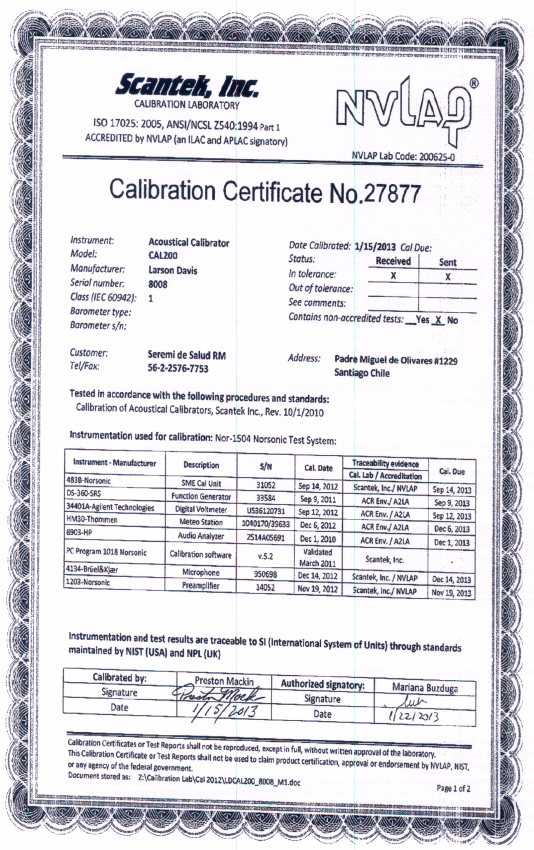 Scantek, Inc.
CALIBRATION LABORATORY
ISO 17025: 2005, ANSI/NCSL Z540:1994 Part 1
ACCREDITED by NVLAP (an ILAC and APLAC signatory)
NVLAP®
NVLAP Lab Code: 200625-0
Calibration Certificate No.27877
Instrument: Acoustical Calibrator
Model: CAL200
Manufacturer: Larson Davis
Serial number: 8008
Class (IEC 60942): 1
Barometer type:
Barometer s/n:
Date Calibrated: 1/15/2013 Cal Due:
Status: Received Sent
In tolerance: X X
Out of tolerance:
See comments:
Contains non-accredited tests: __Yes X No
Customer: Seremi de Salud RM
Tel/Fax: 56-2-2576-7753
Address: Padre Miguel de Olivares #1229
Santiago Chile
Tested in accordance with the following procedures and standards:
Calibration of Acoustical Calibrators, Scantek Inc., Rev. 10/1/2010
Instrumentation used for calibration: Nor-1504 Norsonic Test System:
Instrument - Manufacturer Description S/N Cal. Date Traceability evidence Cal. Lab / Accreditation Cal. Due
483B-Norsonic SME Cal Unit 31052 Sep 14, 2012 Scantek, Inc./ NVLAP Sep 14, 2013
DS-360-SRS Function Generator 33584 Sep 9, 2011 ACR Env./ A2LA Sep 9, 2013
34401A-Agilent Technologies Digital Voltmeter US36120731 Sep 12, 2012 ACR Env. / A2LA Sep 12, 2013
HM30-Thommen Meteo Station 1040170/39633 Dec 6, 2012 ACR Env./ A2LA Dec 6, 2013
8903-HP Audio Analyzer 2514A05691 Dec 1, 2010 ACR Env. / A2LA Dec 1, 2013
PC Program 1018 Norsonic Calibration software v.5.2 Validated March 2011 Scantek, Inc. -
4134-Brüel&Kjær Microphone 950698 Dec 14, 2012 Scantek, Inc. / NVLAP Dec 14, 2013
1203-Norsonic Preamplifier 14052 Nov 19, 2012 Scantek, Inc./ NVLAP Nov 19, 2013
Instrumentation and test results are traceable to SI (International System of Units) through standards
maintained by NIST (USA) and NPL (UK)
Calibrated by: Preston Mackin Authorized signatory: Mariana Buzduga
Signature Signature
Date 1/15/2013 Date 1/22/2013
Calibration Certificates or Test Reports shall not be reproduced, except in full, without written approval of the laboratory.
This Calibration Certificate or Test Reports shall not be used to claim product certification, approval or endorsement by NVLAP, NIST,
or any agency of the federal government.
Document stored as: Z:\Calibration Lab\Cal 2012\LDCAL200_8008_M1.doc
Page 1 of 2